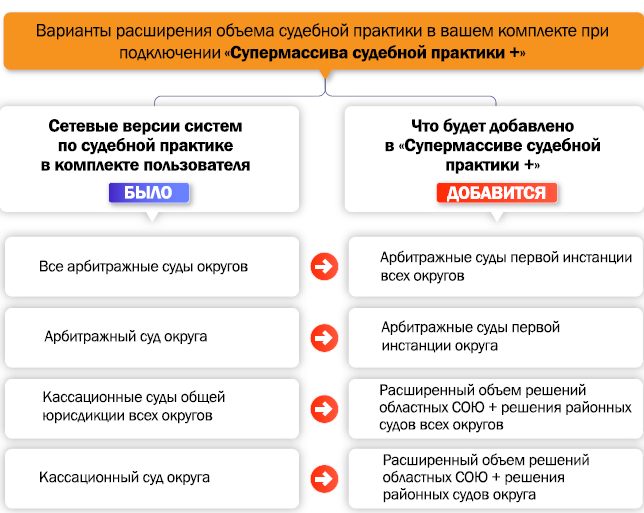 Варианты расширения объема судебной практики в вашем комплекте при
подключении «Супермассива судебной практики +»
Сетевые версии систем
по судебной практике
в комплекте пользователя
БЫЛО
Что будет добавлено
в «Супермассиве судебной
практики +»
ДОБАВИТСЯ
Все арбитражные суды округов
Арбитражные суды первой инстанции
всех округов
Арбитражный суд округа
Арбитражные суды первой
инстанции округа
Кассационные суды общей
юрисдикции всех округов
Расширенный объем решений
областных СОЮ + решения районных
судов всех округов
Кассационный суд округа
Расширенный объем решений
областных СОЮ + решения
районных судов округа